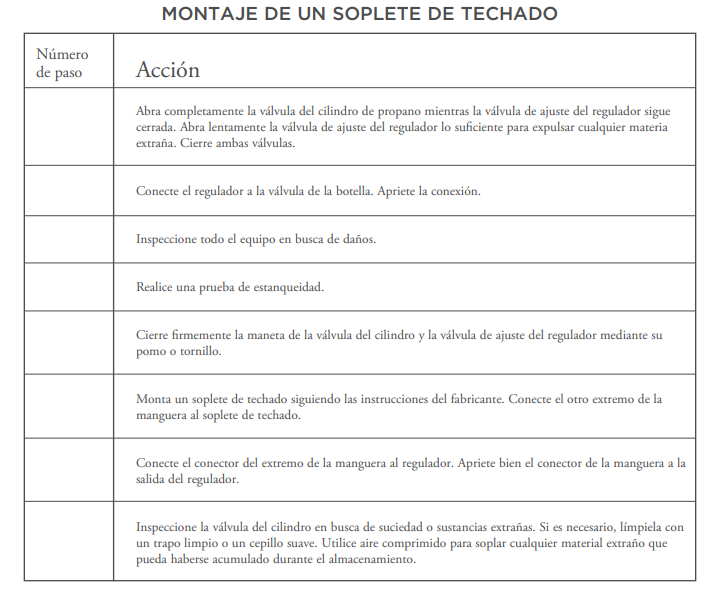 MONTAJE DE UN SOPLETE DE TECHADO
Número
de paso
Acción
Abra completamente la válvula del cilindro de propano mientras la válvula de ajuste del regulador sigue
cerrada. Abra lentamente la válvula de ajuste del regulador lo suficiente para expulsar cualquier materia
extraña. Cierre ambas válvulas.
Conecte el regulador a la válvula de la botella. Apriete la conexión.
Inspeccione todo el equipo en busca de daños.
Realice una prueba de estanqueidad.
Cierre firmemente la maneta de la válvula del cilindro y la válvula de ajuste del regulador mediante su
pomo o tornillo.
Monta un soplete de techado siguiendo las instrucciones del fabricante. Conecte el otro extremo de la
manguera al soplete de techado.
Conecte el conector del extremo de la manguera al regulador. Apriete bien el conector de la manguera a la
salida del regulador.
Inspeccione la válvula del cilindro en busca de suciedad o sustancias extrañas. Si es necesario, límpiela con
un trapo limpio o un cepillo suave. Utilice aire comprimido para soplar cualquier material extraño que
pueda haberse acumulado durante el almacenamiento.